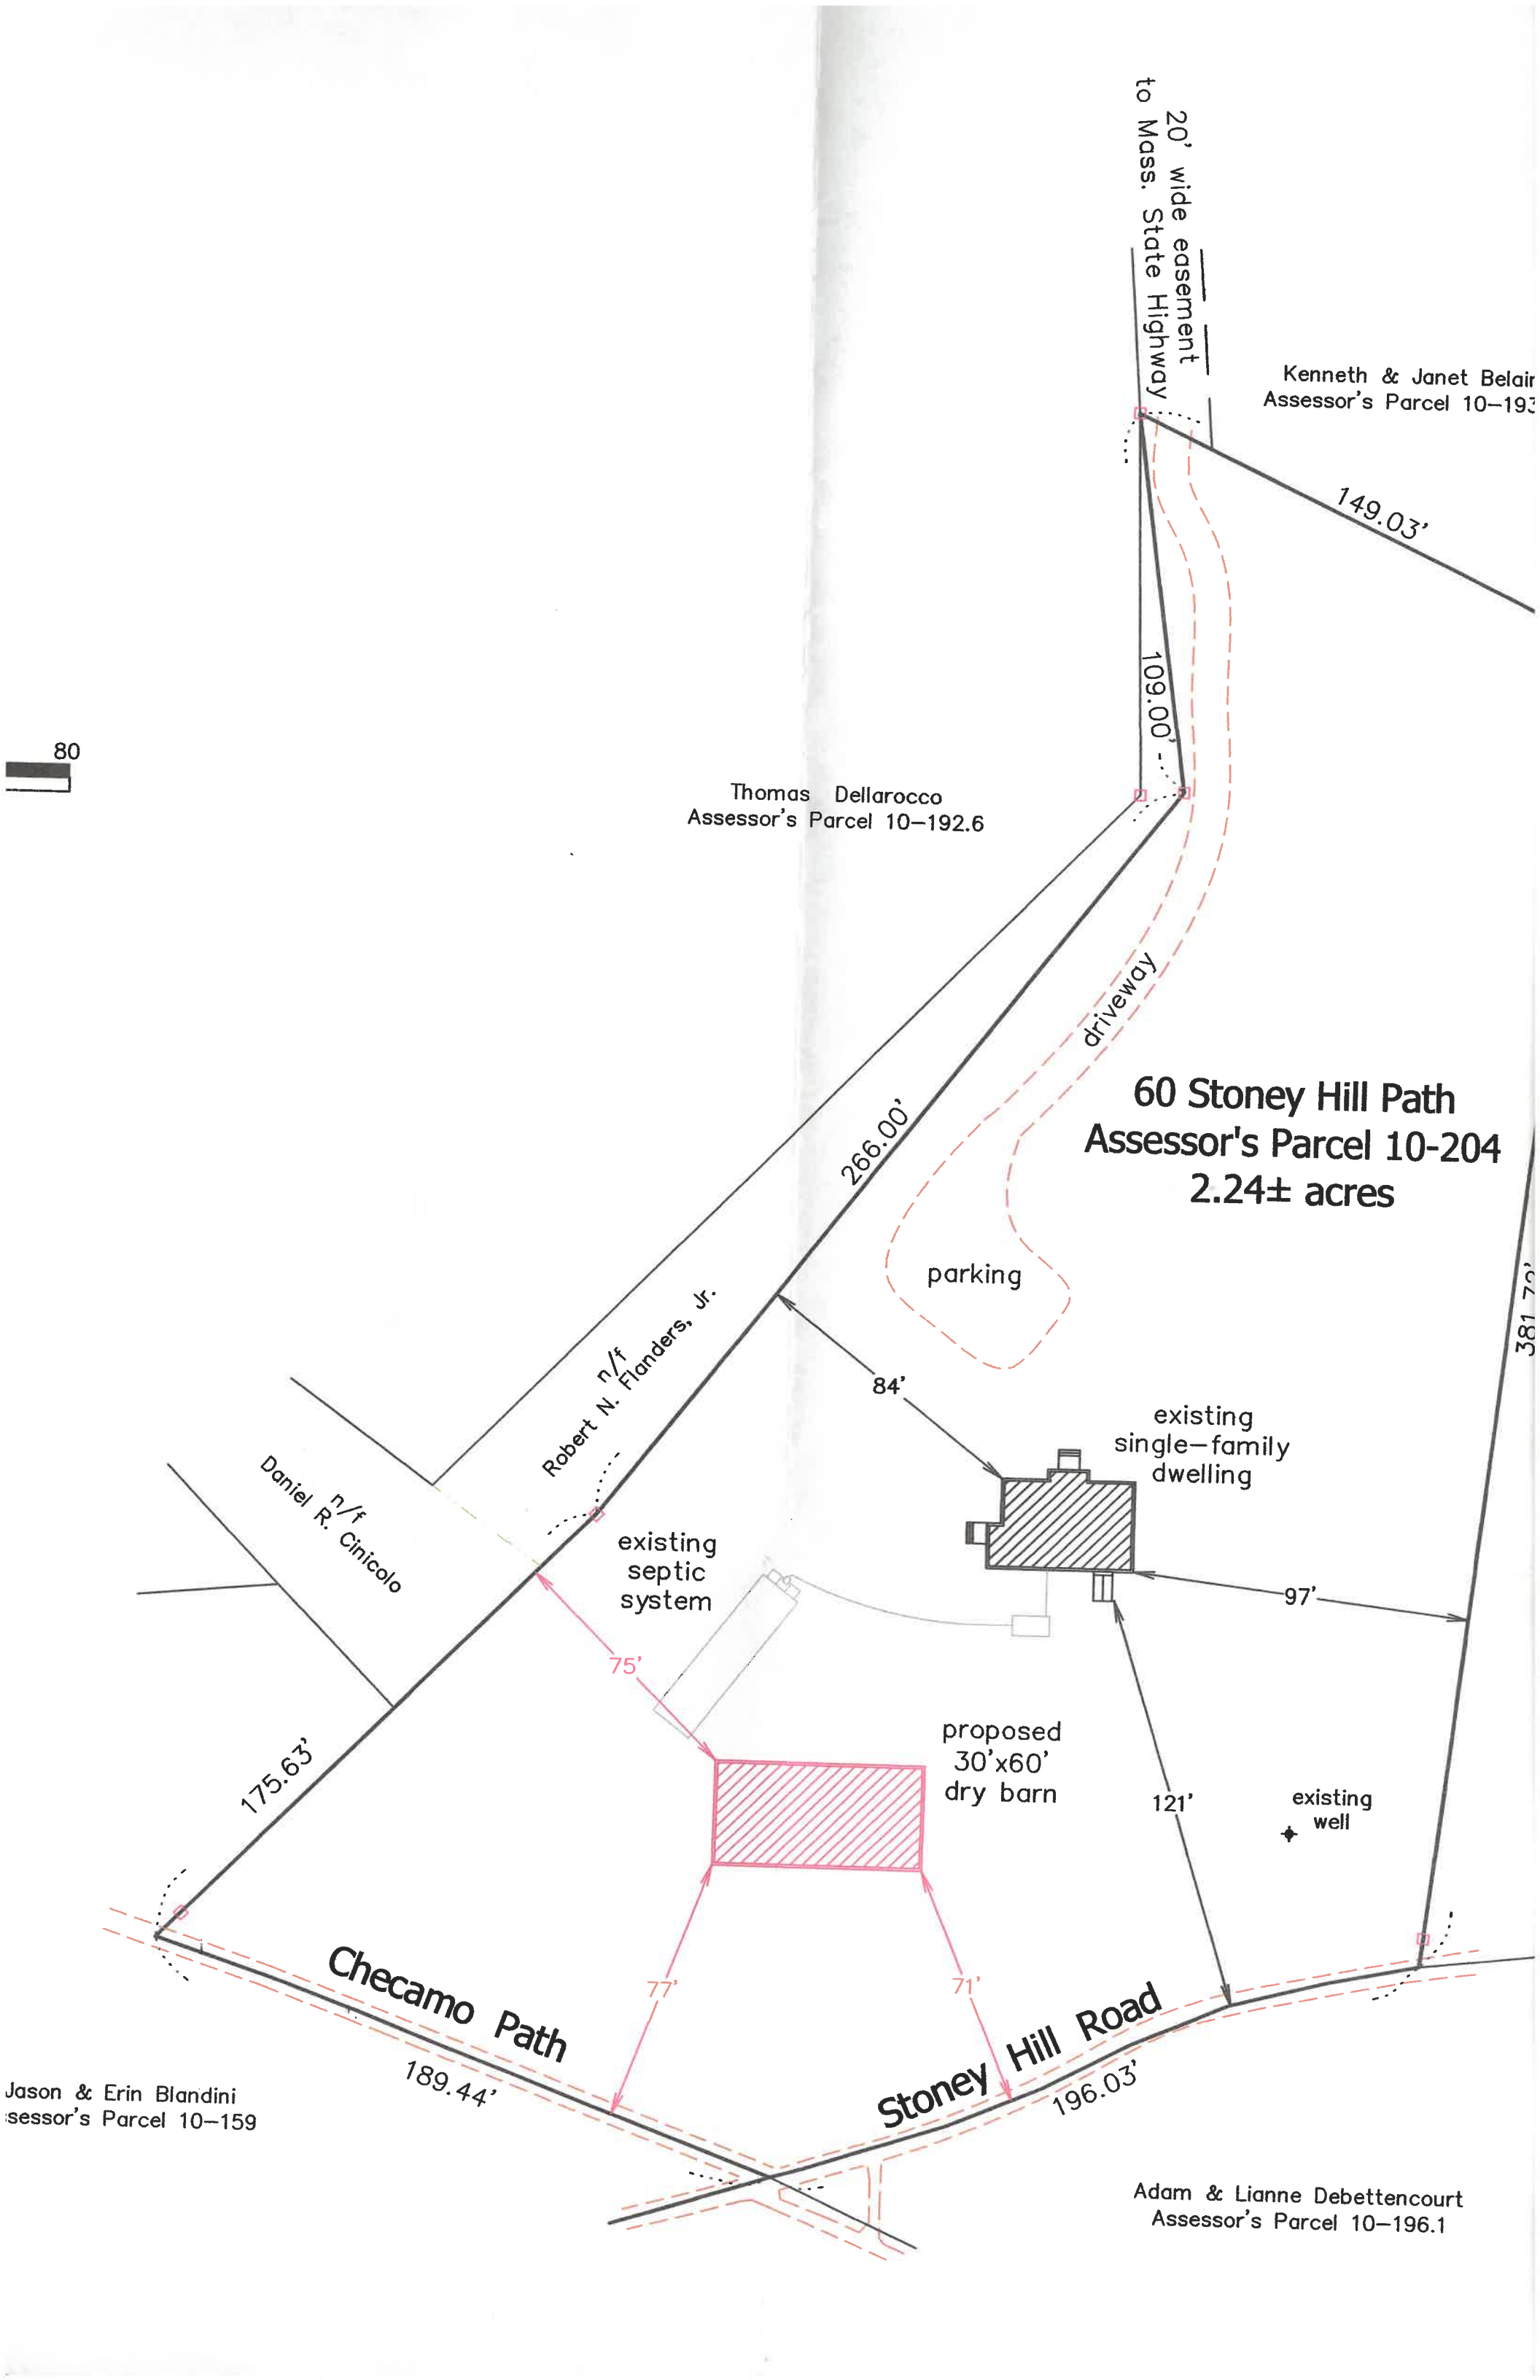 20' wide easement
to Mass. State Highway
Kenneth & Janet Belair
Assessor's Parcel 10-193
149.03'
109.00'
80
Thomas Dellarocco
Assessor's Parcel 10-192.6
driveway
60 Stoney Hill Path
Assessor's Parcel 10-204
2.24± acres
266.00'
parking
381.72'
n/f
Robert N. Flanders, Jr.
84'
existing
single-family
dwelling
n/f
Daniel R. Cinicolo
existing
septic
system
97'
75'
proposed
30'x60'
dry barn
175.63'
121'
existing
well
Checamo Path
77'
71'
Stoney Hill Road
189.44'
196.03'
Jason & Erin Blandini
sessor's Parcel 10-159
Adam & Lianne Debettencourt
Assessor's Parcel 10-196.1